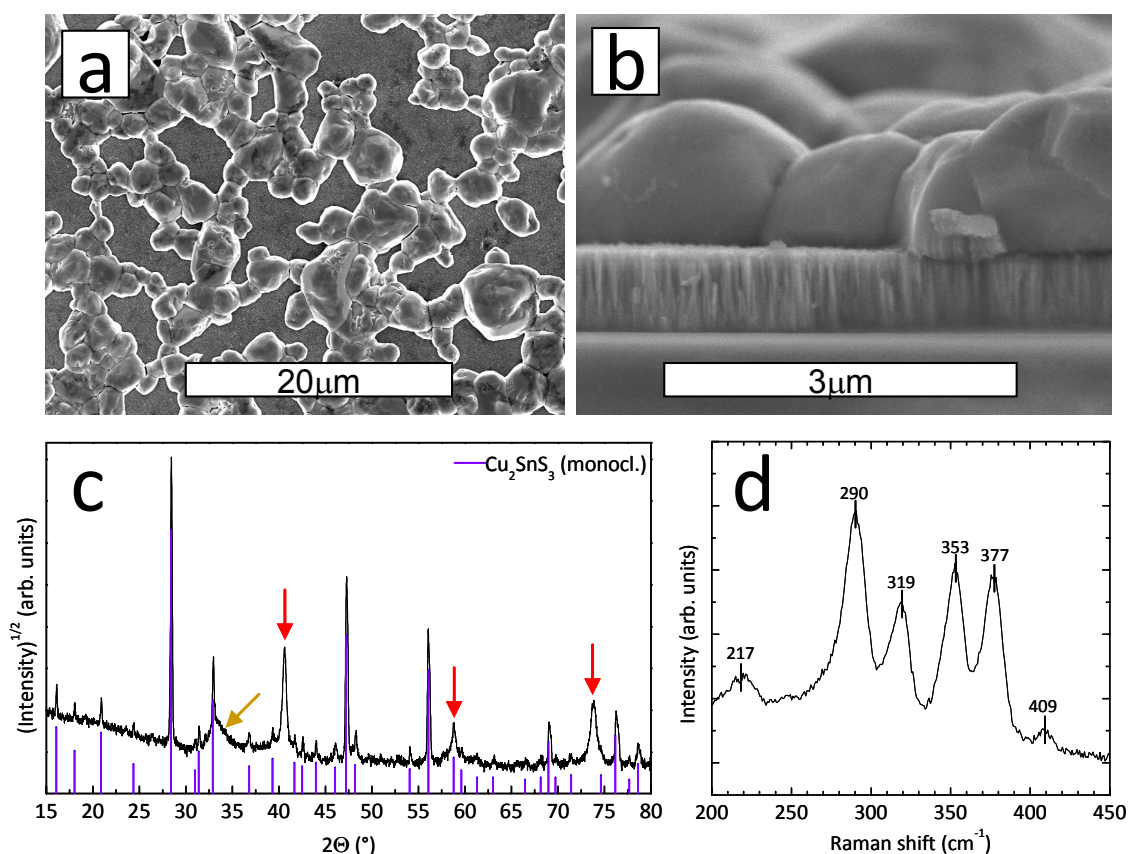 a
b
20μm
3μm
c
Cu₂SnS₃ (monocl.)
(Intensity)^1/2 (arb. units)
15 20 25 30 35 40 45 50 55 60 65 70 75 80
2Θ (°)
d
290
353
377
319
217
409
Intensity (arb. units)
200 250 300 350 400 450
Raman shift (cm⁻¹)